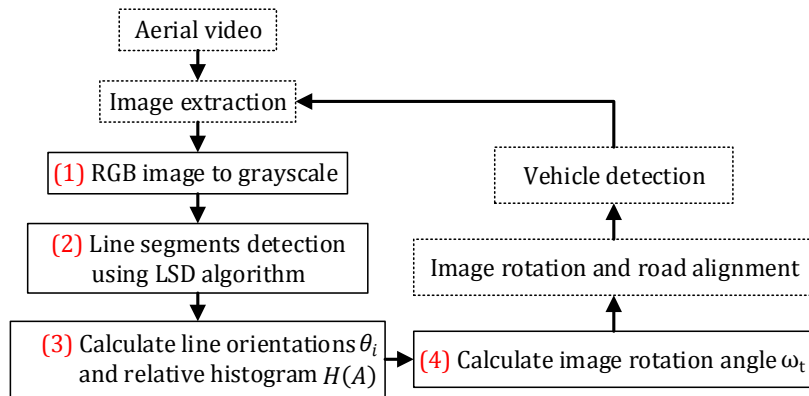 Aerial video
Image extraction
(1) RGB image to grayscale
(2) Line segments detection
using LSD algorithm
(3) Calculate line orientations θᵢ
and relative histogram H(A)
(4) Calculate image rotation angle ωₜ
Image rotation and road alignment
Vehicle detection